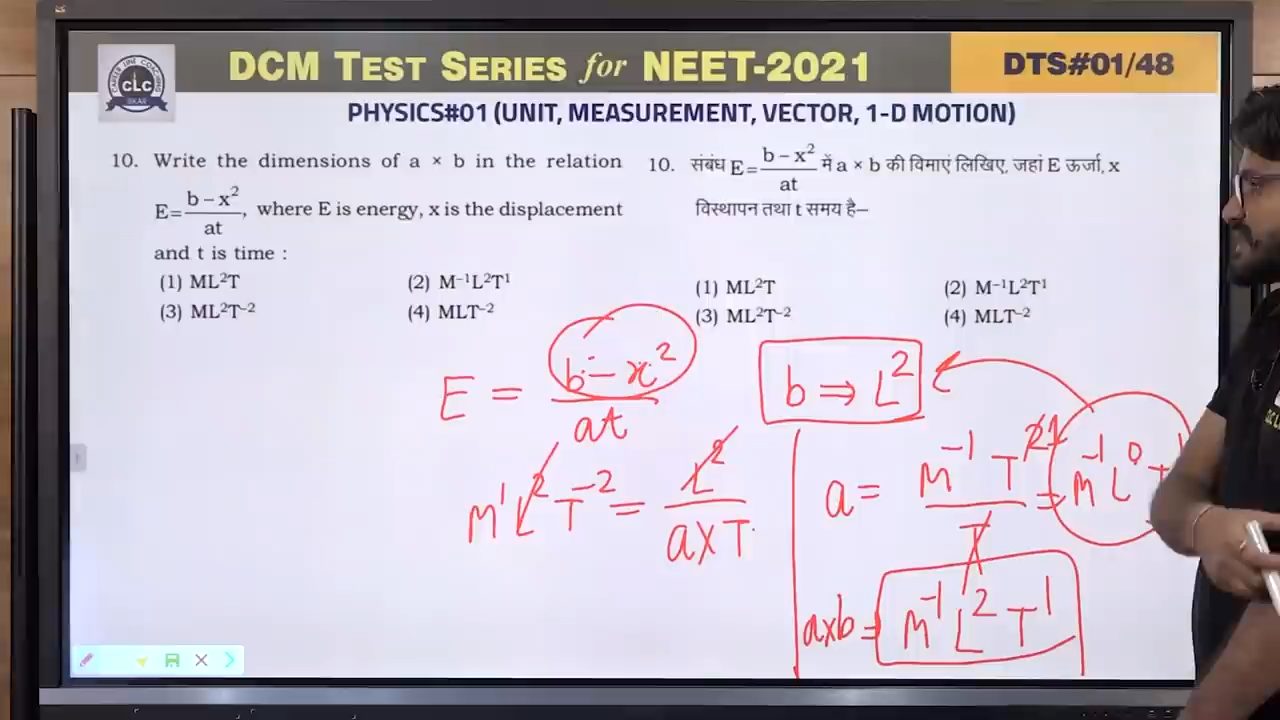 DCM TEST SERIES for NEET-2021
DTS#01/48
CLC
PHYSICS#01 (UNIT, MEASUREMENT, VECTOR, 1-D MOTION)
10. Write the dimensions of a × b in the relation
E=(b – x²)/at, where E is energy, x is the displacement
and t is time :
(1) ML²T (2) M⁻¹L²T¹
(3) ML²T⁻² (4) MLT⁻²
10. संबंध E=(b – x²)/at में a × b की विमाएं लिखिए, जहां E ऊर्जा, x
विस्थापन तथा t समय है–
(1) ML²T (2) M⁻¹L²T¹
(3) ML²T⁻² (4) MLT⁻²
E = (b – x²)/at
M¹L²T⁻² = L²/(a×T)
b ⇒ L²
a = M⁻¹T²/T = M⁻¹L⁰
a×b = M⁻¹L²T¹